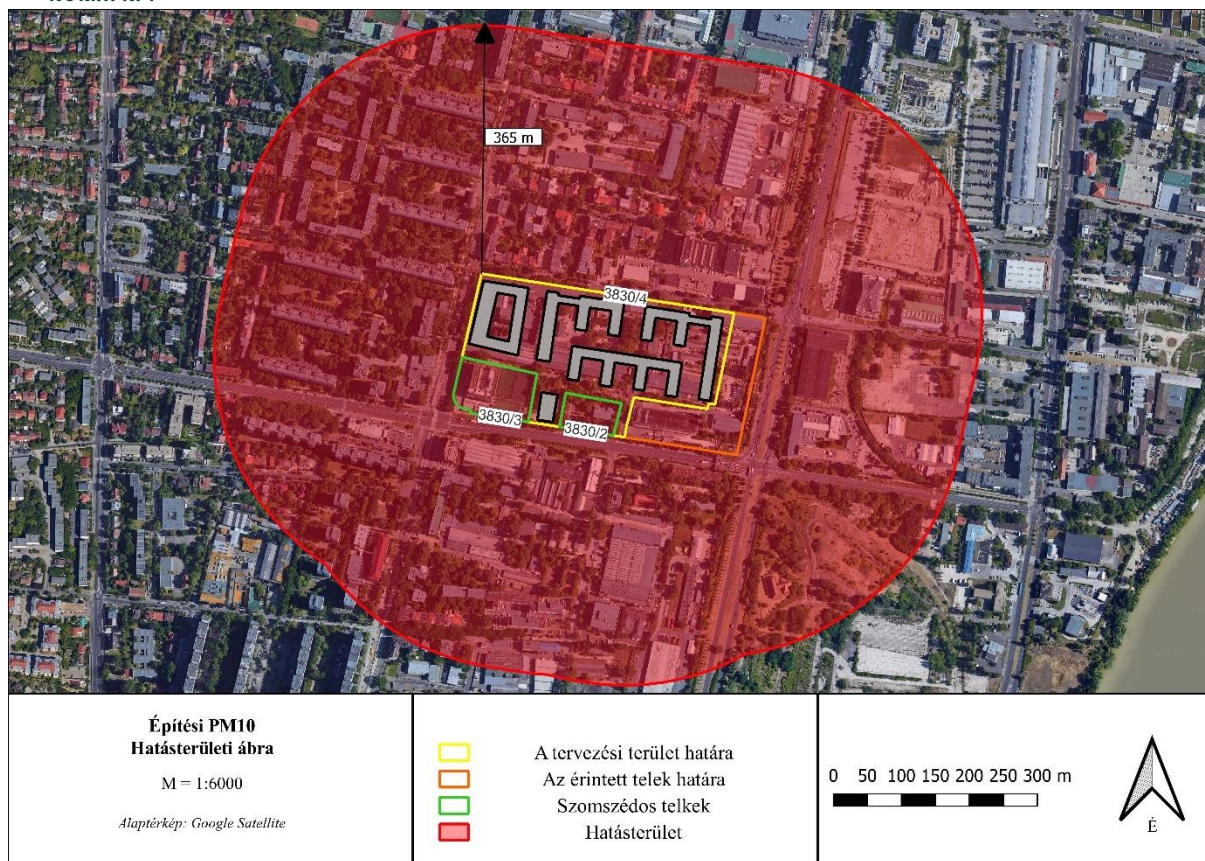 365 m
3830/4
3830/3
3830/2
Építési PM10
Hatásterületi ábra
M = 1:6000
Alaptérkép: Google Satellite
A tervezési terület határa
Az érintett telek határa
Szomszédos telkek
Hatásterület
0 50 100 150 200 250 300 m
É